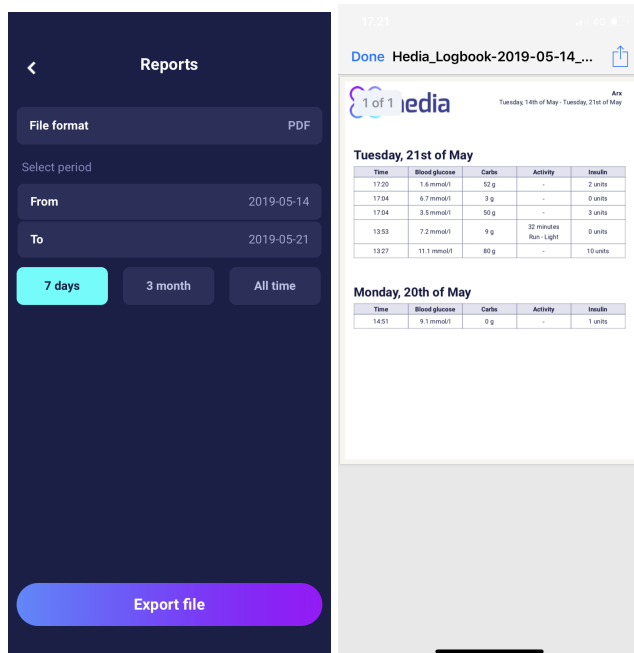 Reports
File format PDF
Select period
From 2019-05-14
To 2019-05-21
7 days 3 month All time
Export file
17.21
Done Hedia_Logbook-2019-05-14_...
1 of 1 edia
Arx
Tuesday, 14th of May - Tuesday, 21st of May
Tuesday, 21st of May
Time Blood glucose Carbs Activity Insulin
17:20 1.6 mmol/l 52 g - 2 units
17:04 6.7 mmol/l 3 g - 0 units
17:04 3.5 mmol/l 50 g - 3 units
13:53 7.2 mmol/l 9 g 32 minutes 0 units
Run - Light
13:27 11.1 mmol/l 80 g - 10 units
Monday, 20th of May
Time Blood glucose Carbs Activity Insulin
14:51 9.1 mmol/l 0 g - 1 units